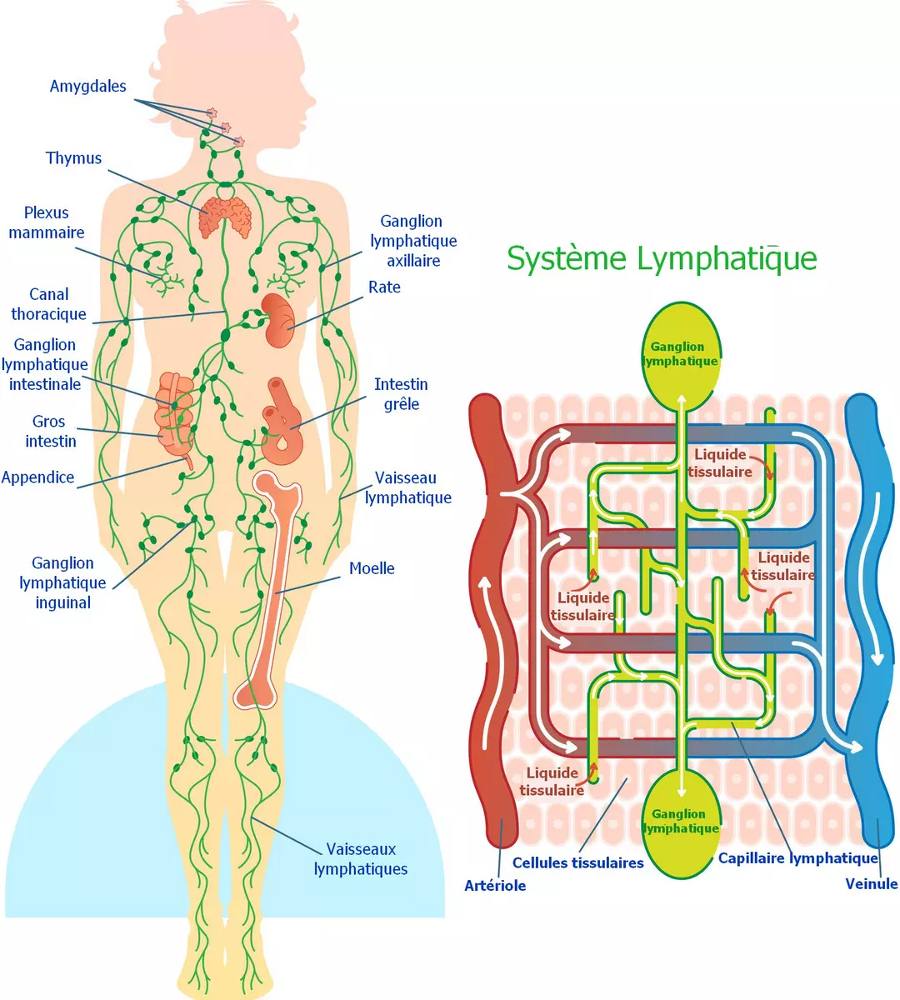 Amygdales
Thymus
Plexus
mammaire
Canal
thoracique
Ganglion
lymphatique
intestinale
Gros
intestin
Appendice
Ganglion
lymphatique
inguinal
Ganglion
lymphatique
axillaire
Rate
Intestin
grêle
Vaisseau
lymphatique
Moelle
Vaisseaux
lymphatiques
Système Lymphatique
Ganglion
lymphatique
Liquide
tissulaire
Liquide
tissulaire
Liquide
tissulaire
Liquide
tissulaire
Ganglion
lymphatique
Cellules tissulaires
Capillaire lymphatique
Artériole
Veinule